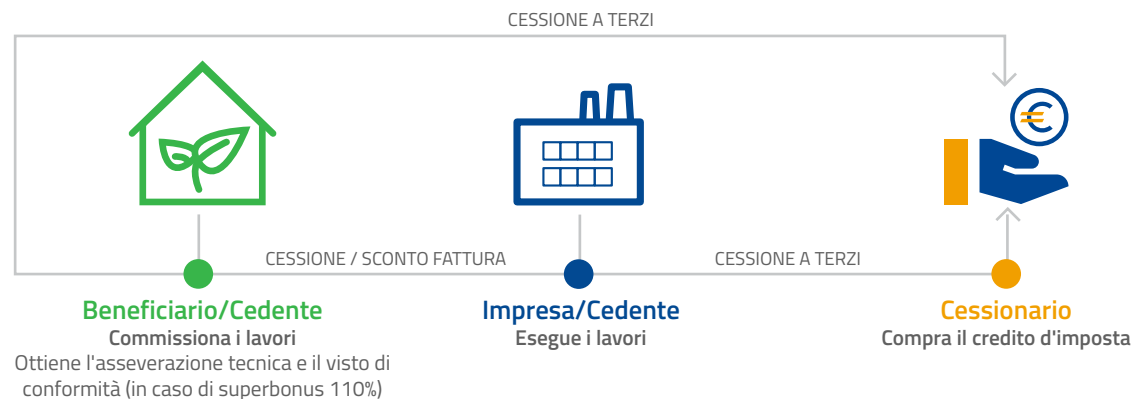 CESSIONE A TERZI
€
CESSIONE / SCONTO FATTURA
CESSIONE A TERZI
Beneficiario/Cedente
Commissiona i lavori
Ottiene l'asseverazione tecnica e il visto di
conformità (in caso di superbonus 110%)
Impresa/Cedente
Esegue i lavori
Cessionario
Compra il credito d'imposta